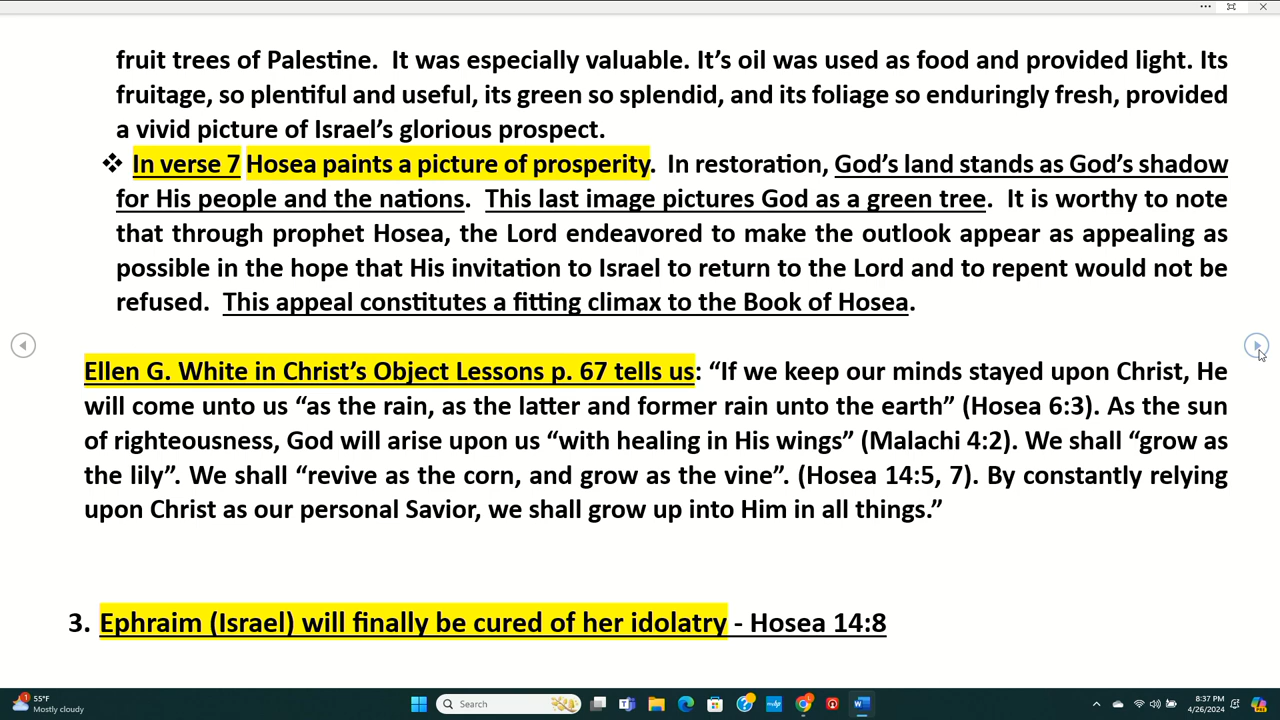 fruit trees of Palestine.  It was especially valuable. It’s oil was used as food and provided light. Its
fruitage, so plentiful and useful, its green so splendid, and its foliage so enduringly fresh, provided
a vivid picture of Israel’s glorious prospect.
❖ In verse 7 Hosea paints a picture of prosperity.  In restoration, God’s land stands as God’s shadow
for His people and the nations.  This last image pictures God as a green tree.  It is worthy to note
that through prophet Hosea, the Lord endeavored to make the outlook appear as appealing as
possible in the hope that His invitation to Israel to return to the Lord and to repent would not be
refused.  This appeal constitutes a fitting climax to the Book of Hosea.
Ellen G. White in Christ’s Object Lessons p. 67 tells us: “If we keep our minds stayed upon Christ, He
will come unto us “as the rain, as the latter and former rain unto the earth” (Hosea 6:3). As the sun
of righteousness, God will arise upon us “with healing in His wings” (Malachi 4:2). We shall “grow as
the lily”. We shall “revive as the corn, and grow as the vine”. (Hosea 14:5, 7). By constantly relying
upon Christ as our personal Savior, we shall grow up into Him in all things.”
3. Ephraim (Israel) will finally be cured of her idolatry - Hosea 14:8
1
55°F
Mostly cloudy
Search
8:37 PM
4/26/2024